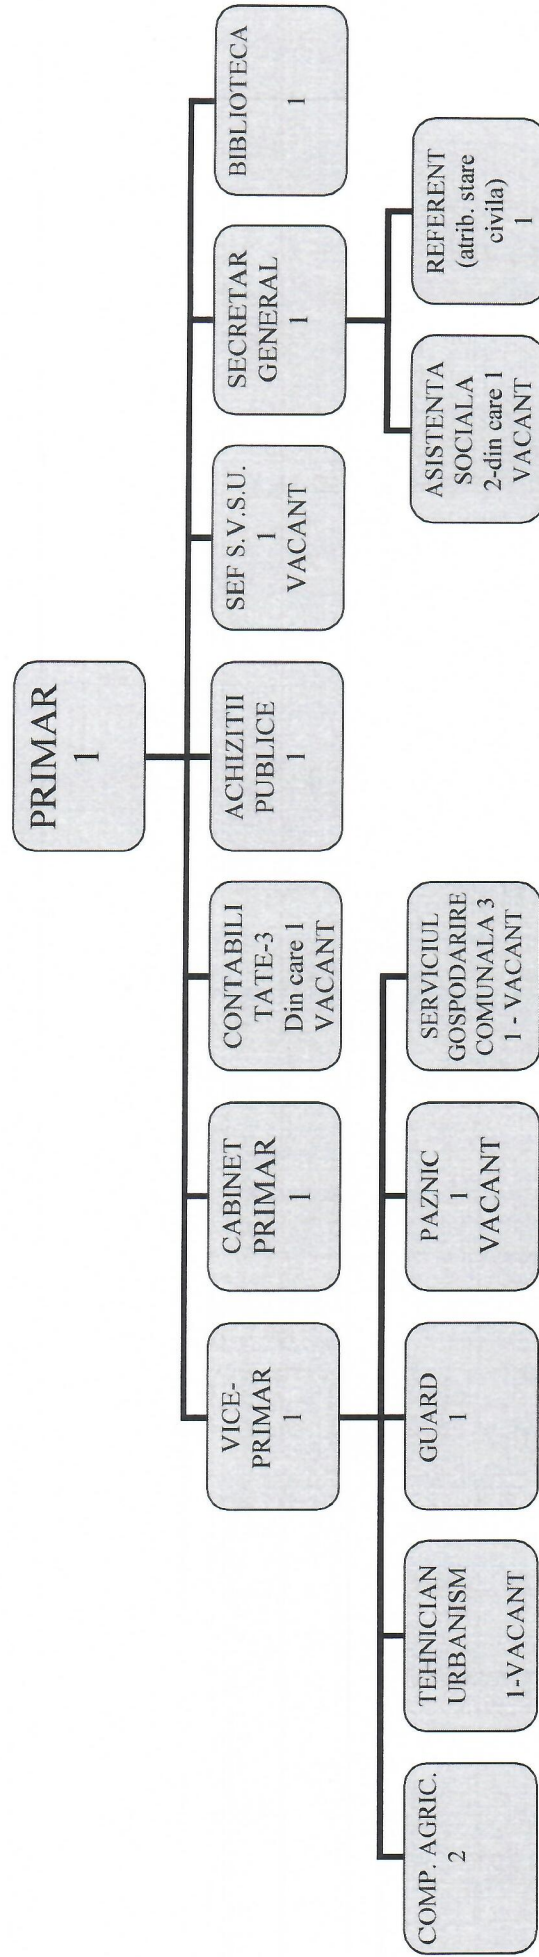 PRIMAR
1
VICE-
PRIMAR
1
CABINET
PRIMAR
1
CONTABILI
TATE-3
Din care 1
VACANT
ACHIZITII
PUBLICE
1
SEF S.V.S.U.
1
VACANT
SECRETAR
GENERAL
1
BIBLIOTECA
1
COMP. AGRIC.
2
TEHNICIAN
URBANISM
1-VACANT
GUARD
1
PAZNIC
1
VACANT
SERVICIUL
GOSPODARIRE
COMUNALA 3
1 - VACANT
ASISTENTA
SOCIALA
2-din care 1
VACANT
REFERENT
(atrib. stare
civila)
1